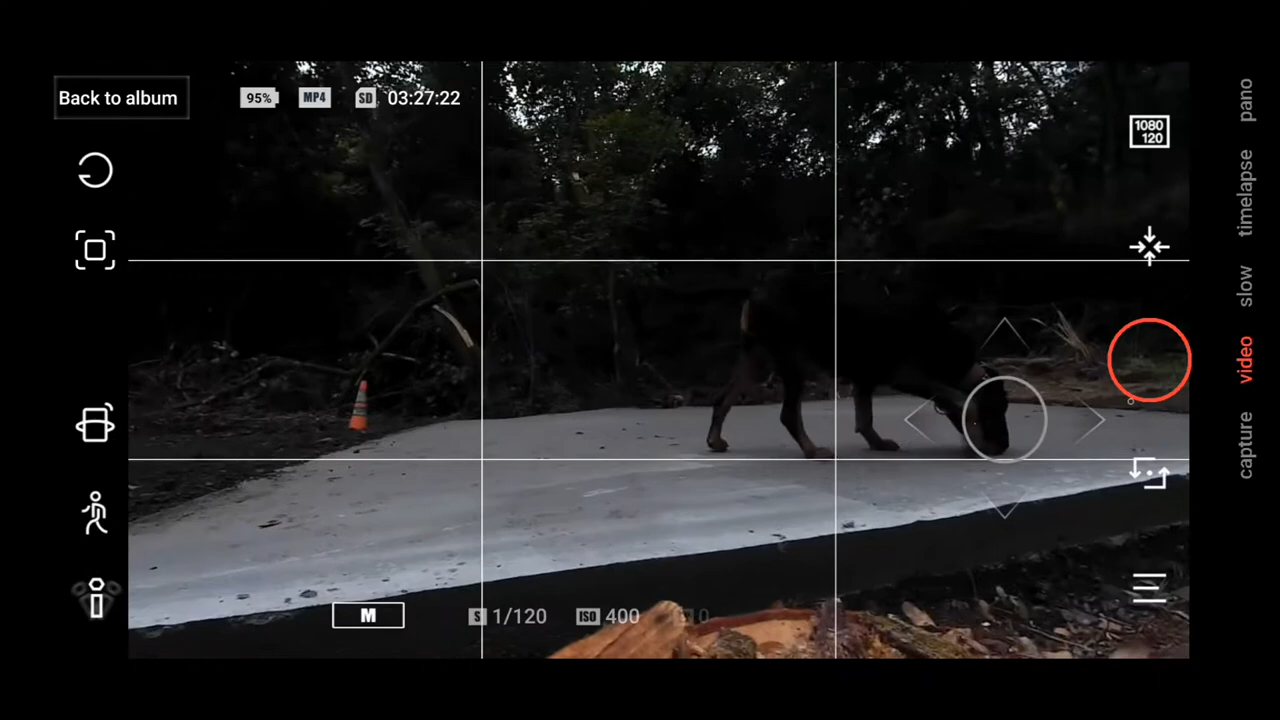 Back to album
95% MP4 SD 03:27:22
1080
120
pano
timelapse
slow
video
capture
M S 1/120 ISO 400 0